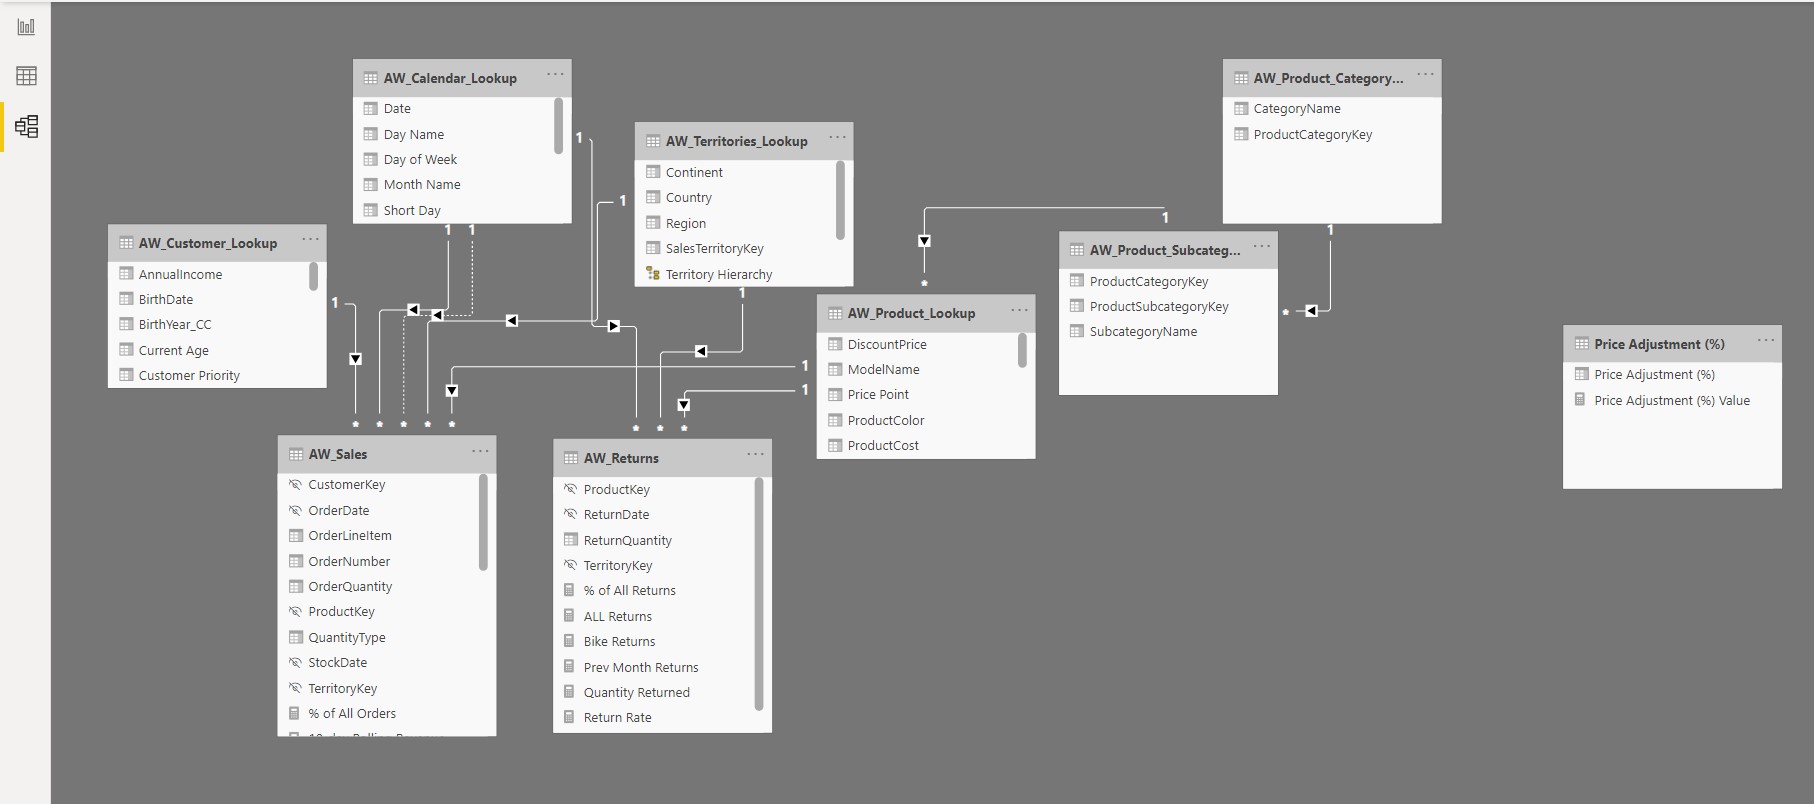 AW_Calendar_Lookup
Date
Day Name
Day of Week
Month Name
Short Day
AW_Territories_Lookup
Continent
Country
Region
SalesTerritoryKey
Territory Hierarchy
AW_Product_Category...
CategoryName
ProductCategoryKey
AW_Customer_Lookup
AnnualIncome
BirthDate
BirthYear_CC
Current Age
Customer Priority
AW_Product_Subcateg...
ProductCategoryKey
ProductSubcategoryKey
SubcategoryName
AW_Product_Lookup
DiscountPrice
ModelName
Price Point
ProductColor
ProductCost
Price Adjustment (%)
Price Adjustment (%)
Price Adjustment (%) Value
1
1
1
1
1
1
1
1
1
1
*
*
*
*
*
*
*
*
*
*
AW_Sales
CustomerKey
OrderDate
OrderLineItem
OrderNumber
OrderQuantity
ProductKey
QuantityType
StockDate
TerritoryKey
% of All Orders
AW_Returns
ProductKey
ReturnDate
ReturnQuantity
TerritoryKey
% of All Returns
ALL Returns
Bike Returns
Prev Month Returns
Quantity Returned
Return Rate